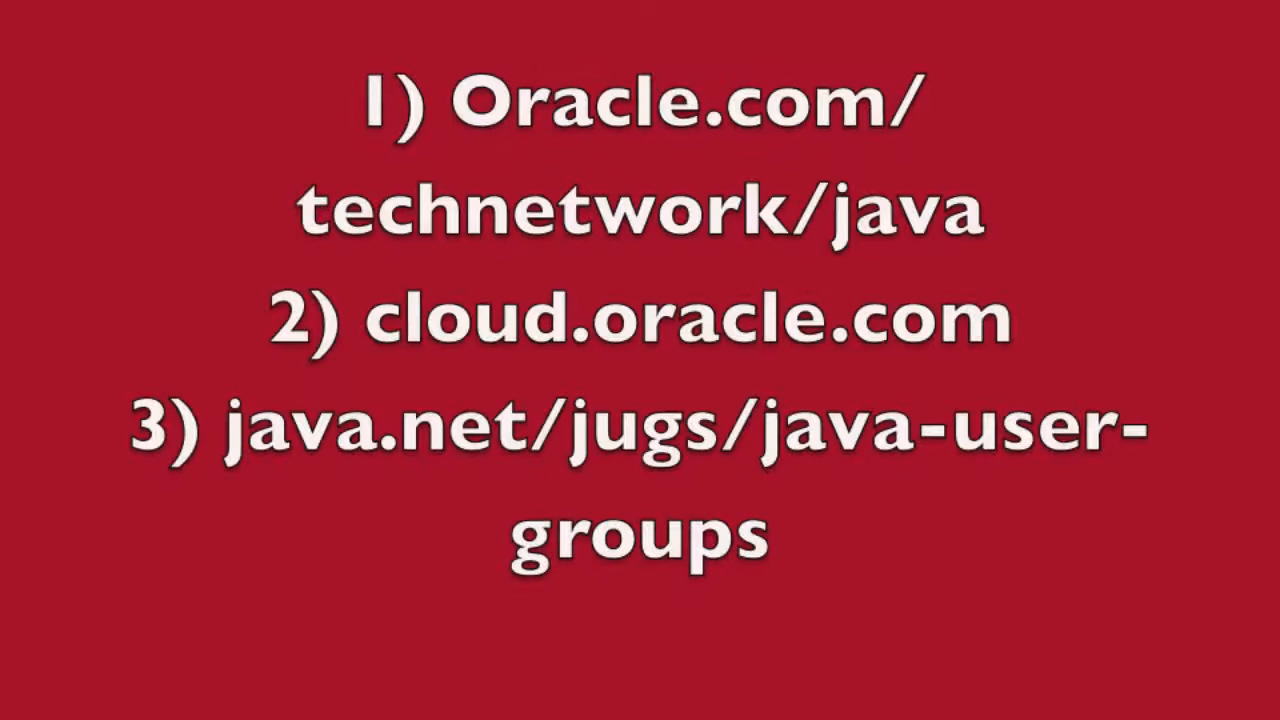 1) Oracle.com/
technetwork/java
2) cloud.oracle.com
3) java.net/jugs/java-user-
groups